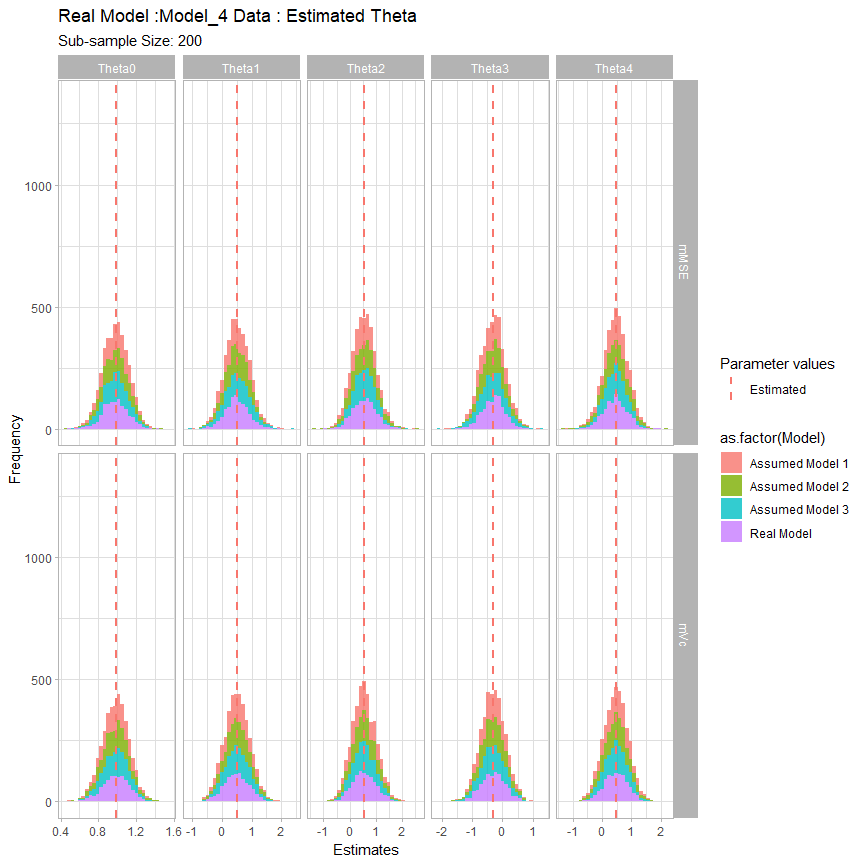 Real Model :Model_4 Data : Estimated Theta
Sub-sample Size: 200
Theta0 Theta1 Theta2 Theta3 Theta4
1000
500
0
mMSE
1000
500
0
mVc
Frequency
0.4 0.8 1.2 1.6 -1 0 1 2 -1 0 1 2 -2 -1 0 1 -1 0 1 2
Estimates
Parameter values
Estimated
as.factor(Model)
Assumed Model 1
Assumed Model 2
Assumed Model 3
Real Model